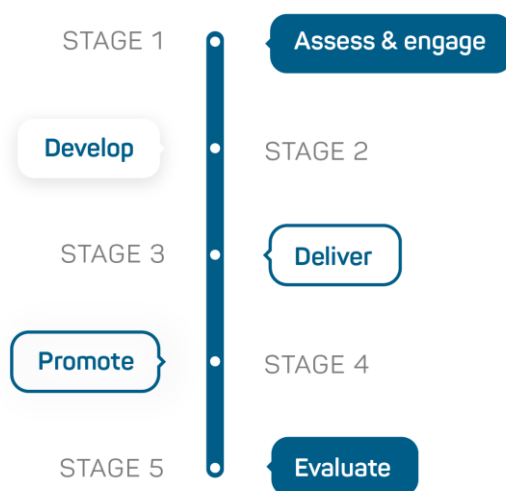 STAGE 1
Assess & engage
Develop
STAGE 2
STAGE 3
Deliver
Promote
STAGE 4
STAGE 5
Evaluate